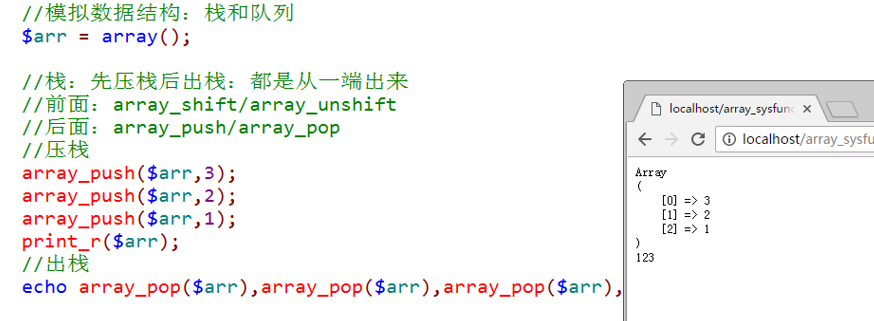 //模拟数据结构：栈和队列
$arr = array();
//栈：先压栈后出栈：都是从一端出来
//前面：array_shift/array_unshift
//后面：array_push/array_pop
//压栈
array_push($arr,3);
array_push($arr,2);
array_push($arr,1);
print_r($arr);
//出栈
echo array_pop($arr),array_pop($arr),array_pop($arr),
localhost/array_sysfun
localhost/array_sysf
Array
(
[0] => 3
[1] => 2
[2] => 1
)
123